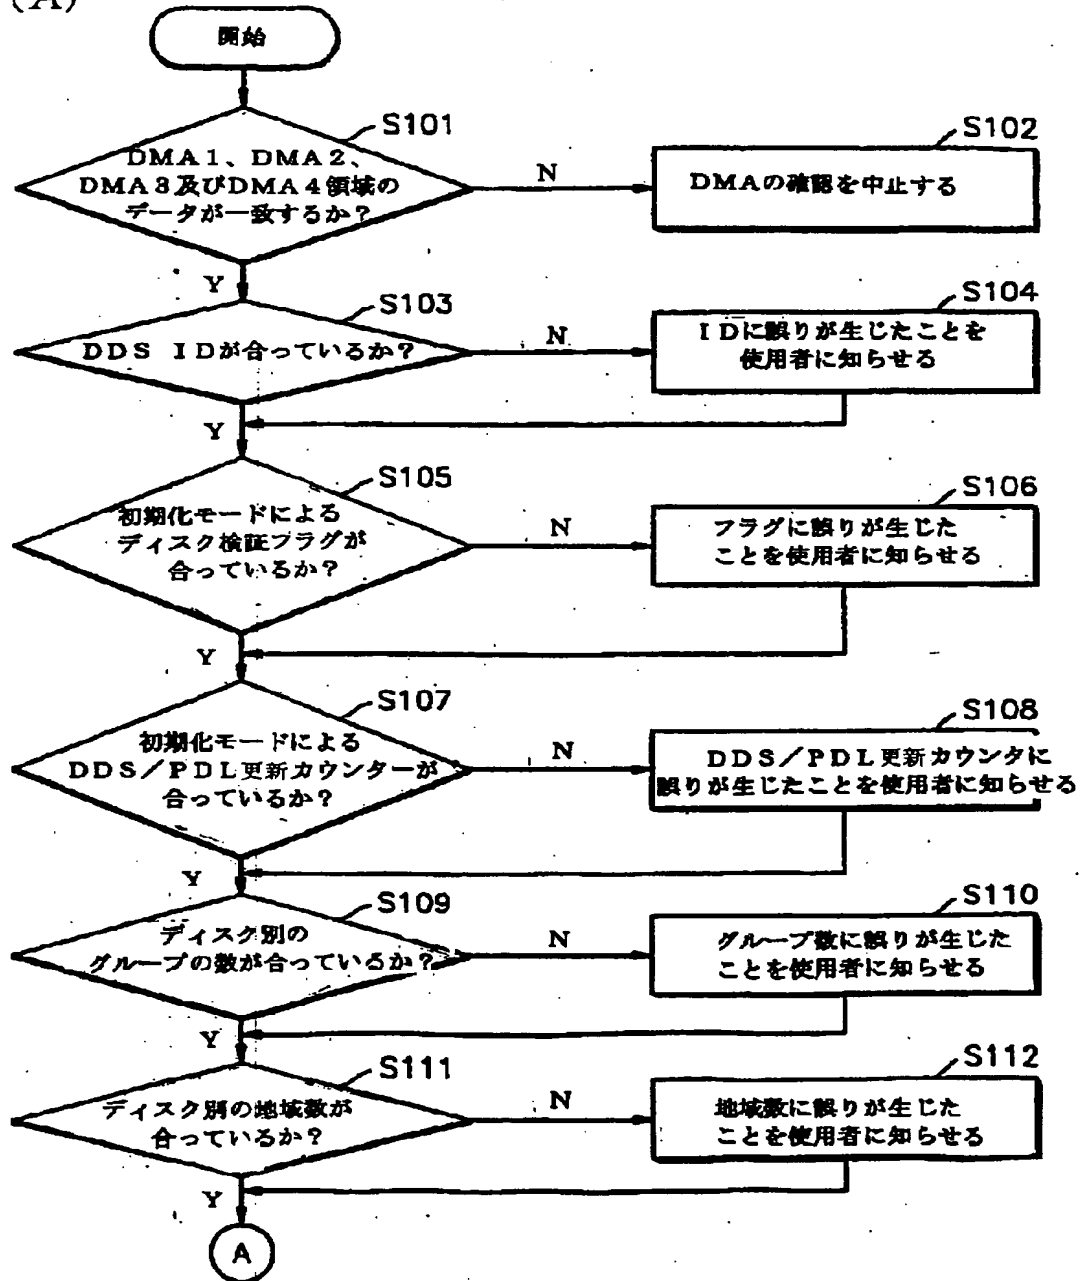 (A)
開始
S101
DMA1、DMA2、
DMA3及びDMA4領域の
データが一致するか?
N
S102
DMAの確認を中止する
Y
S103
DDS IDが合っているか?
N
S104
IDに誤りが生じたことを
使用者に知らせる
Y
S105
初期化モードによる
ディスク検証フラグが
合っているか?
N
S106
フラグに誤りが生じた
ことを使用者に知らせる
Y
S107
初期化モードによる
DDS/PDL更新カウンターが
合っているか?
N
S108
DDS/PDL更新カウンタに
誤りが生じたことを使用者に知らせる
Y
S109
ディスク別の
グループの数が合っているか?
N
S110
グループ数に誤りが生じた
ことを使用者に知らせる
Y
S111
ディスク別の地域数が
合っているか?
N
S112
地域数に誤りが生じた
ことを使用者に知らせる
Y
A